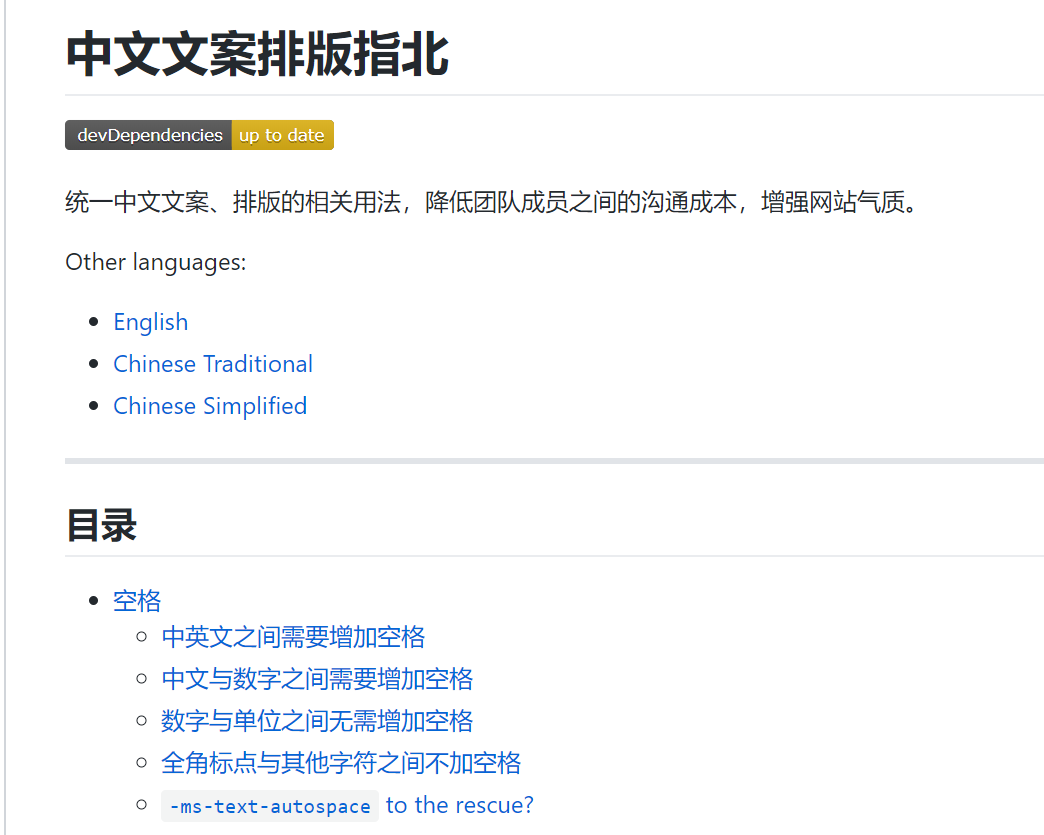 中文文案排版指北
devDependencies up to date
统一中文文案、排版的相关用法，降低团队成员之间的沟通成本，增强网站气质。
Other languages:
English
Chinese Traditional
Chinese Simplified
目录
空格
中英文之间需要增加空格
中文与数字之间需要增加空格
数字与单位之间无需增加空格
全角标点与其他字符之间不加空格
-ms-text-autospace to the rescue?